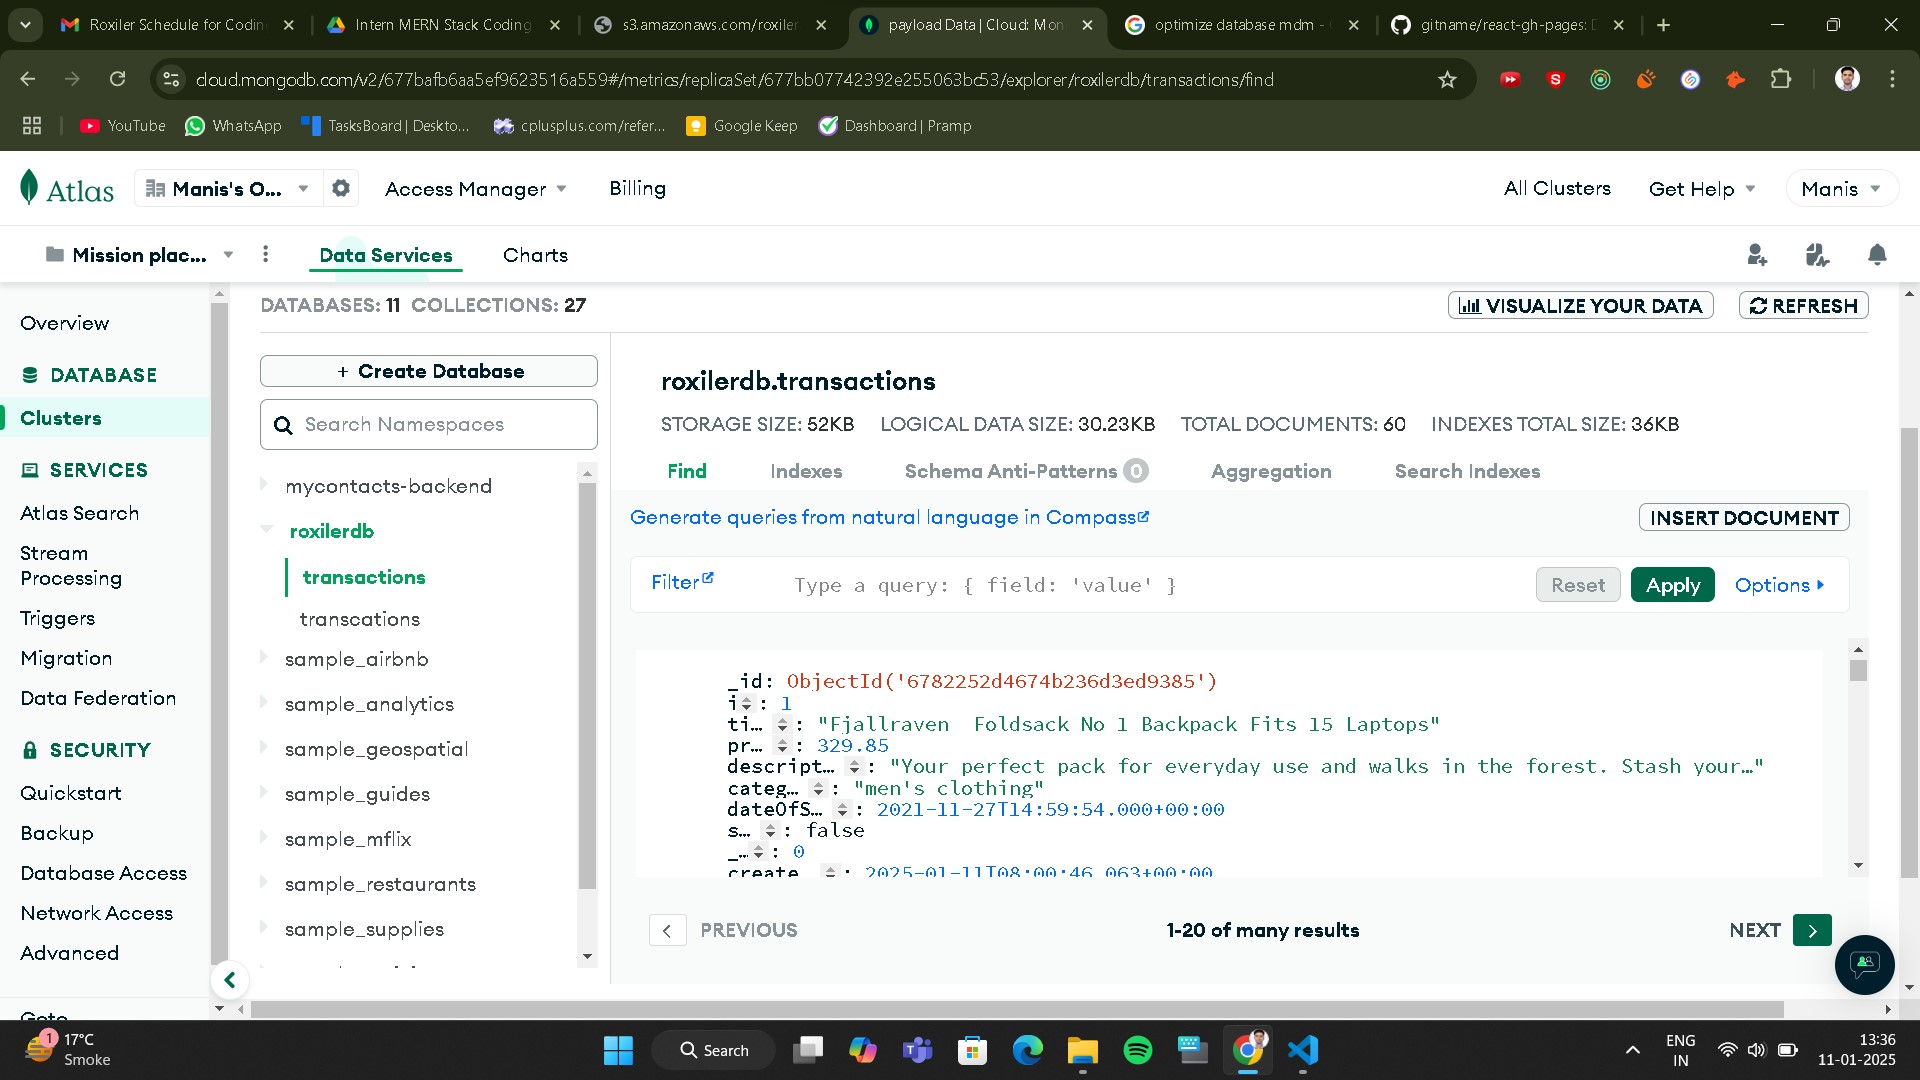 Roxiler Schedule for Codin
Intern MERN Stack Coding
s3.amazonaws.com/roxiler
payload Data | Cloud: Mon
optimize database mdm -
gitname/react-gh-pages: D
cloud.mongodb.com/v2/677bafb6aa5ef9623516a559#/metrics/replicaSet/677bb07742392e255063bc53/explorer/roxilerdb/transactions/find
YouTube
WhatsApp
TasksBoard | Deskto...
cplusplus.com/refer...
Google Keep
Dashboard | Pramp
Atlas
Manis's O...
Access Manager
Billing
All Clusters
Get Help
Manis
Mission plac...
Data Services
Charts
Overview
DATABASE
Clusters
SERVICES
Atlas Search
Stream
Processing
Triggers
Migration
Data Federation
SECURITY
Quickstart
Backup
Database Access
Network Access
Advanced
Goto
DATABASES: 11 COLLECTIONS: 27
VISUALIZE YOUR DATA
REFRESH
+ Create Database
Search Namespaces
mycontacts-backend
roxilerdb
transactions
transcations
sample_airbnb
sample_analytics
sample_geospatial
sample_guides
sample_mflix
sample_restaurants
sample_supplies
roxilerdb.transactions
STORAGE SIZE: 52KB LOGICAL DATA SIZE: 30.23KB TOTAL DOCUMENTS: 60 INDEXES TOTAL SIZE: 36KB
Find
Indexes
Schema Anti-Patterns 0
Aggregation
Search Indexes
Generate queries from natural language in Compass
INSERT DOCUMENT
Filter
Type a query: { field: 'value' }
Reset
Apply
Options
_id: ObjectId('6782252d4674b236d3ed9385')
i : 1
ti… : "Fjallraven  Foldsack No 1 Backpack Fits 15 Laptops"
pr… : 329.85
descript… : "Your perfect pack for everyday use and walks in the forest. Stash your…"
categ… : "men's clothing"
dateOfS… : 2021-11-27T14:59:54.000+00:00
s… : false
_… : 0
create : 2025-01-11T08:00:46.063+00:00
PREVIOUS
1-20 of many results
NEXT
1
17°C
Smoke
Search
ENG
IN
13:36
11-01-2025